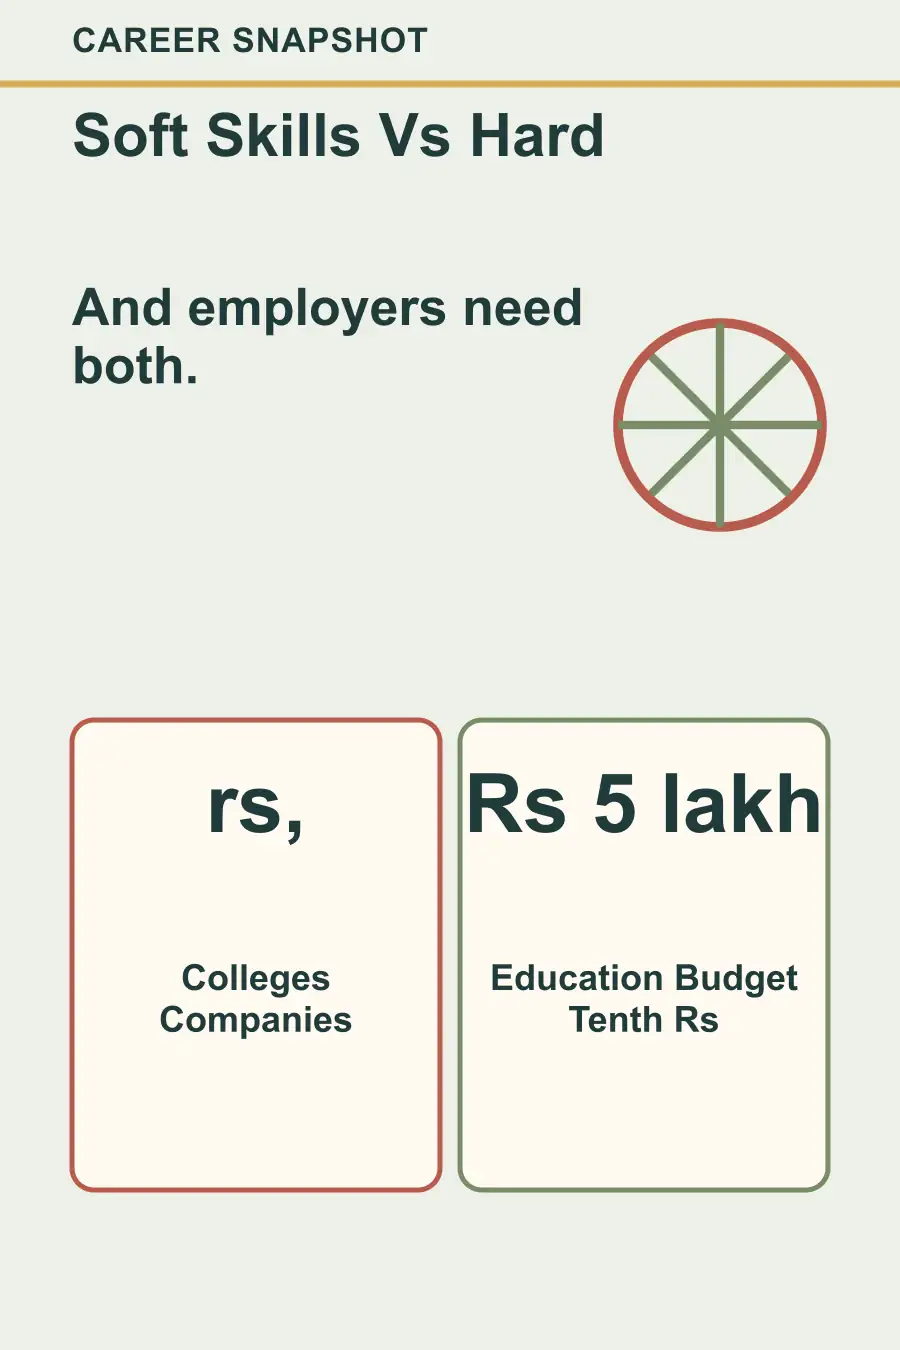 CAREER SNAPSHOT
Soft Skills Vs Hard
And employers need
both.
rs,
Colleges
Companies
Rs 5 lakh
Education Budget
Tenth Rs